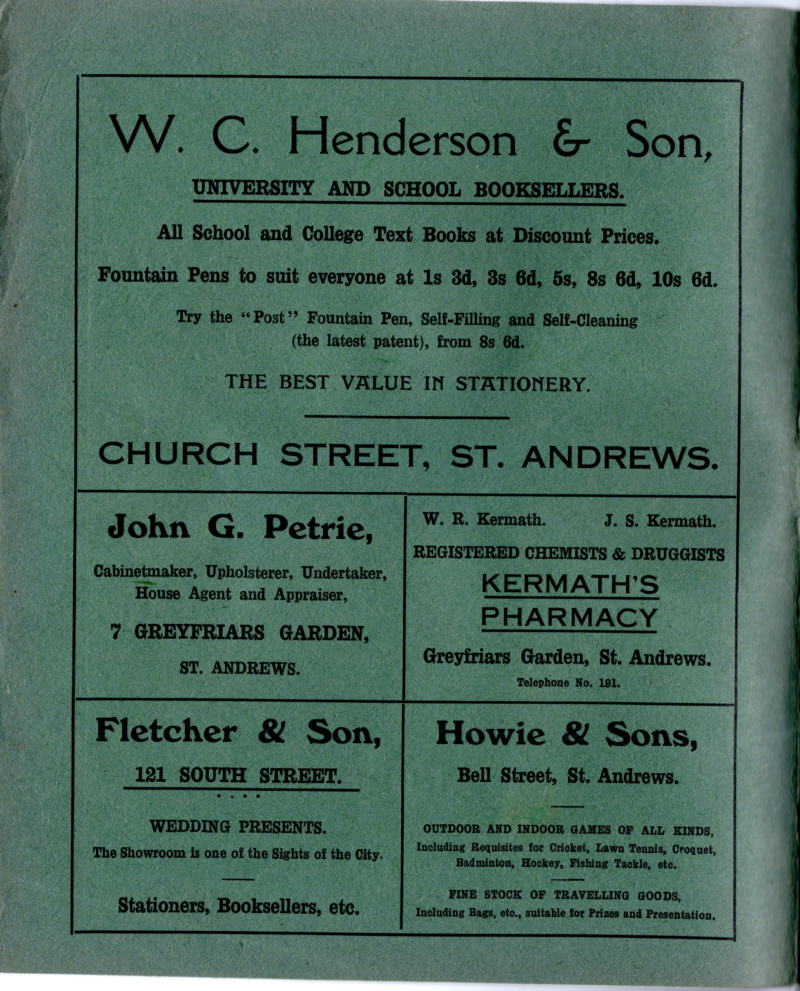 W. C. Henderson & Son,
UNIVERSITY AND SCHOOL BOOKSELLERS.
All School and College Text Books at Discount Prices.
Fountain Pens to suit everyone at 1s 3d, 3s 6d, 5s, 8s 6d, 10s 6d.
Try the "Post" Fountain Pen, Self-Filling and Self-Cleaning
(the latest patent), from 8s 6d.
THE BEST VALUE IN STATIONERY.
CHURCH STREET, ST. ANDREWS.
John G. Petrie,
Cabinetmaker, Upholsterer, Undertaker,
House Agent and Appraiser,
7 GREYFRIARS GARDEN,
ST. ANDREWS.
W. R. Kermath. J. S. Kermath.
REGISTERED CHEMISTS & DRUGGISTS
KERMATH'S
PHARMACY
Greyfriars Garden, St. Andrews.
Telephone No. 191.
Fletcher & Son,
121 SOUTH STREET.
. . . .
WEDDING PRESENTS.
The Showroom is one of the Sights of the City.
Stationers, Booksellers, etc.
Howie & Sons,
Bell Street, St. Andrews.
OUTDOOR AND INDOOR GAMES OF ALL KINDS,
Including Requisites for Cricket, Lawn Tennis, Croquet,
Badminton, Hockey, Fishing Tackle, etc.
FINE STOCK OF TRAVELLING GOODS,
Including Bags, etc., suitable for Prizes and Presentation.